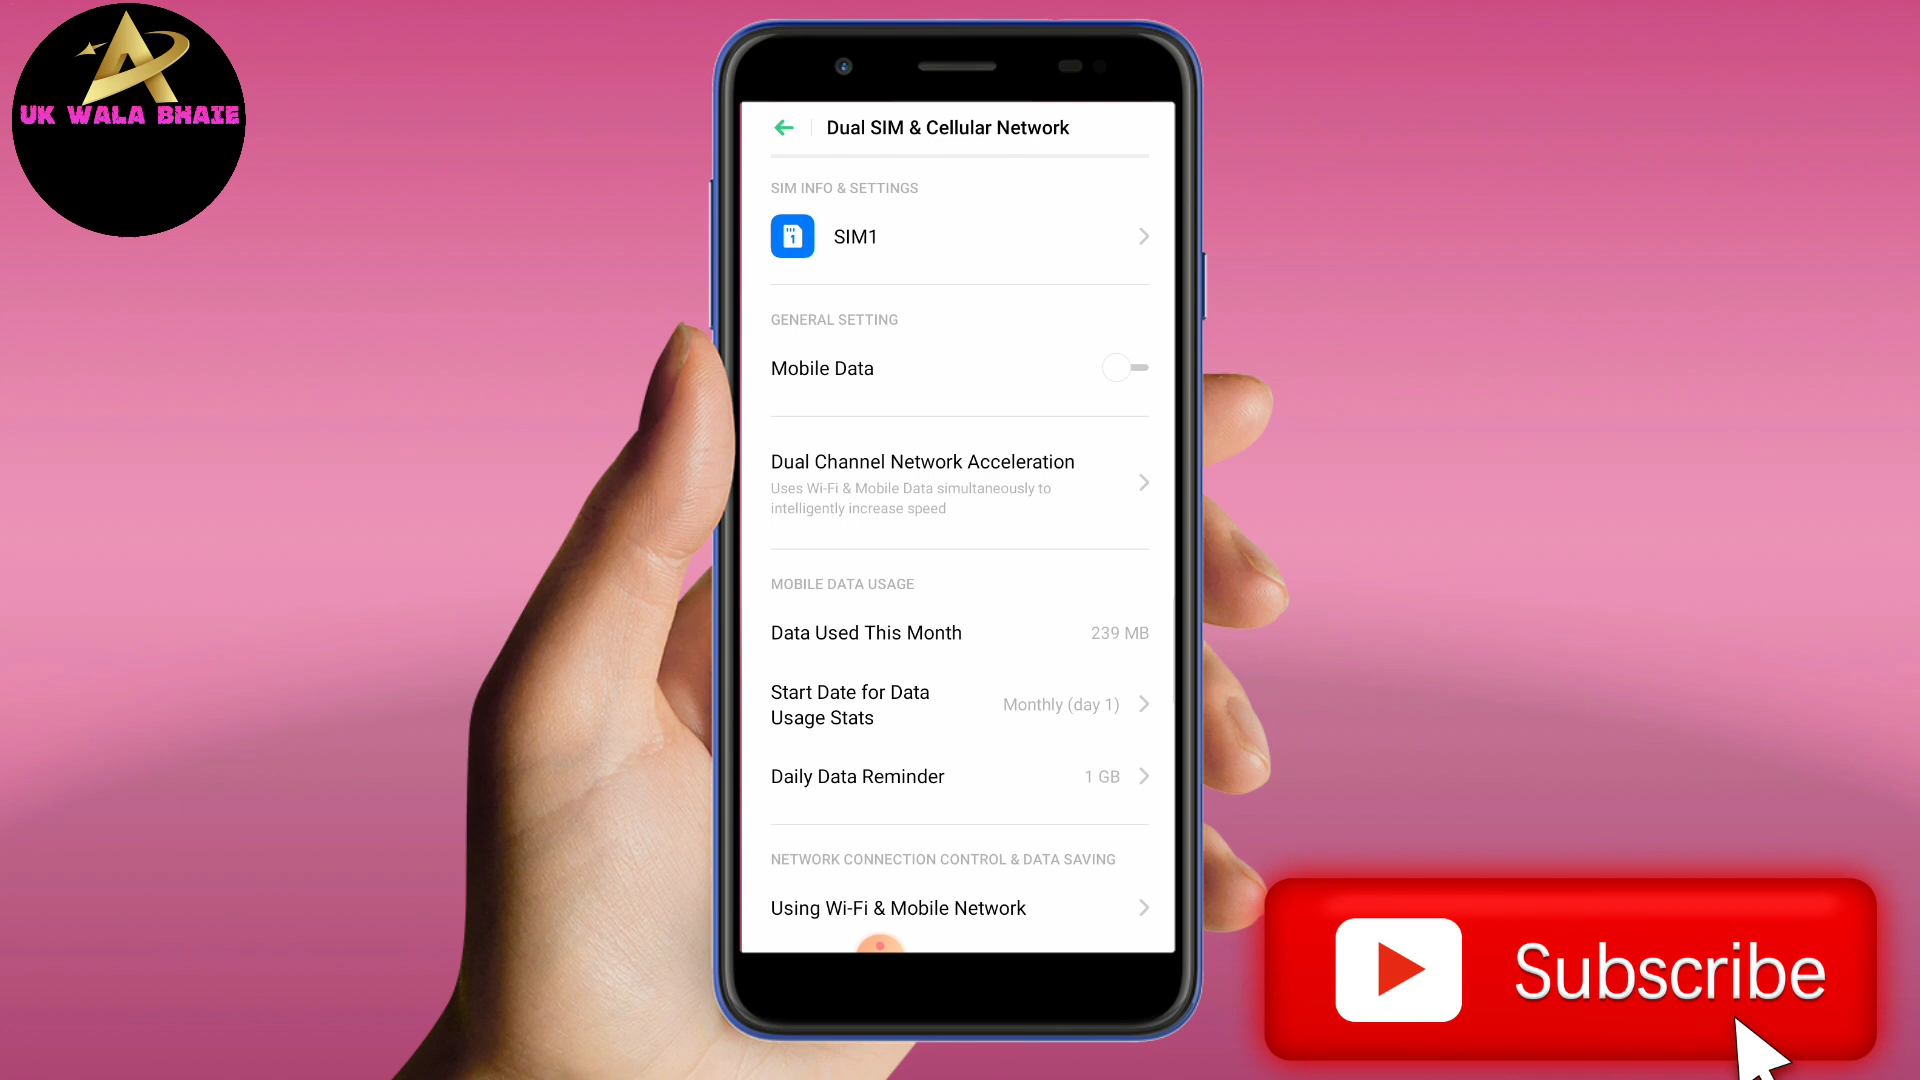 UK WALA BHAIE
Dual SIM & Cellular Network
SIM INFO & SETTINGS
1
SIM1
GENERAL SETTING
Mobile Data
Dual Channel Network Acceleration
Uses Wi-Fi & Mobile Data simultaneously to
intelligently increase speed
MOBILE DATA USAGE
Data Used This Month 239 MB
Start Date for Data
Usage Stats
Monthly (day 1)
Daily Data Reminder 1 GB
NETWORK CONNECTION CONTROL & DATA SAVING
Using Wi-Fi & Mobile Network
Subscribe